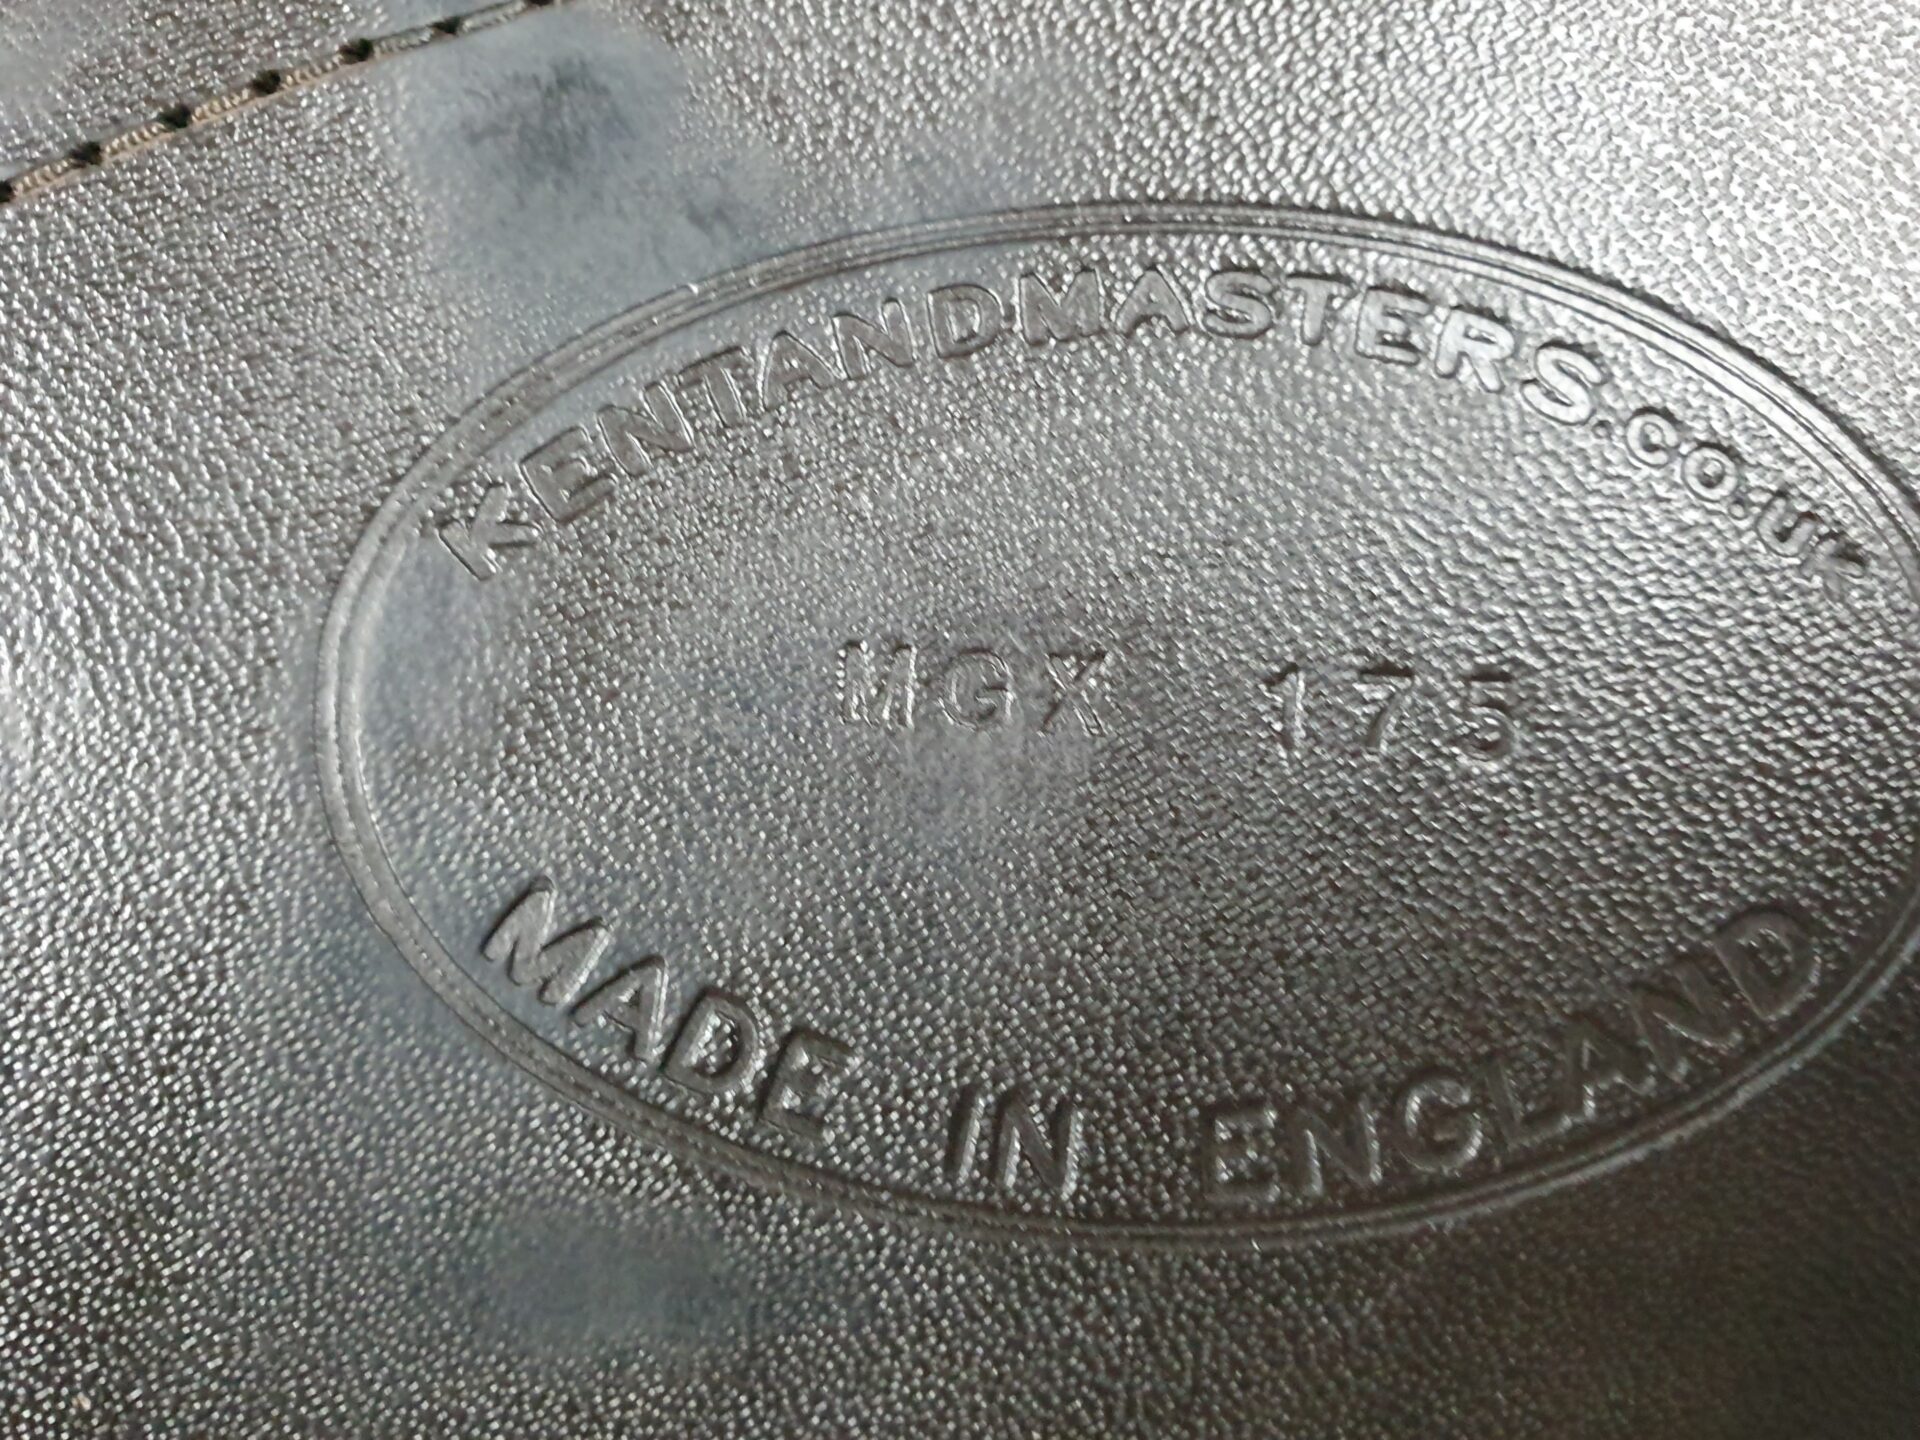 KENTANDMASTERS.CO.UK
MGX 175
MADE IN ENGLAND